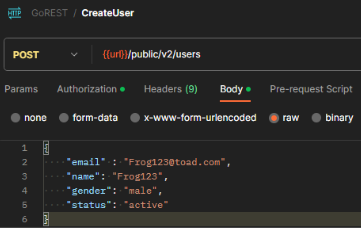 HTTP GoREST / CreateUser
POST {{url}}/public/v2/users
Params Authorization Headers (9) Body Pre-request Script
none form-data x-www-form-urlencoded raw binary
1 {
2 "email" : "Frog123@toad.com",
3 "name": "Frog123",
4 "gender": "male",
5 "status": "active"
6 }